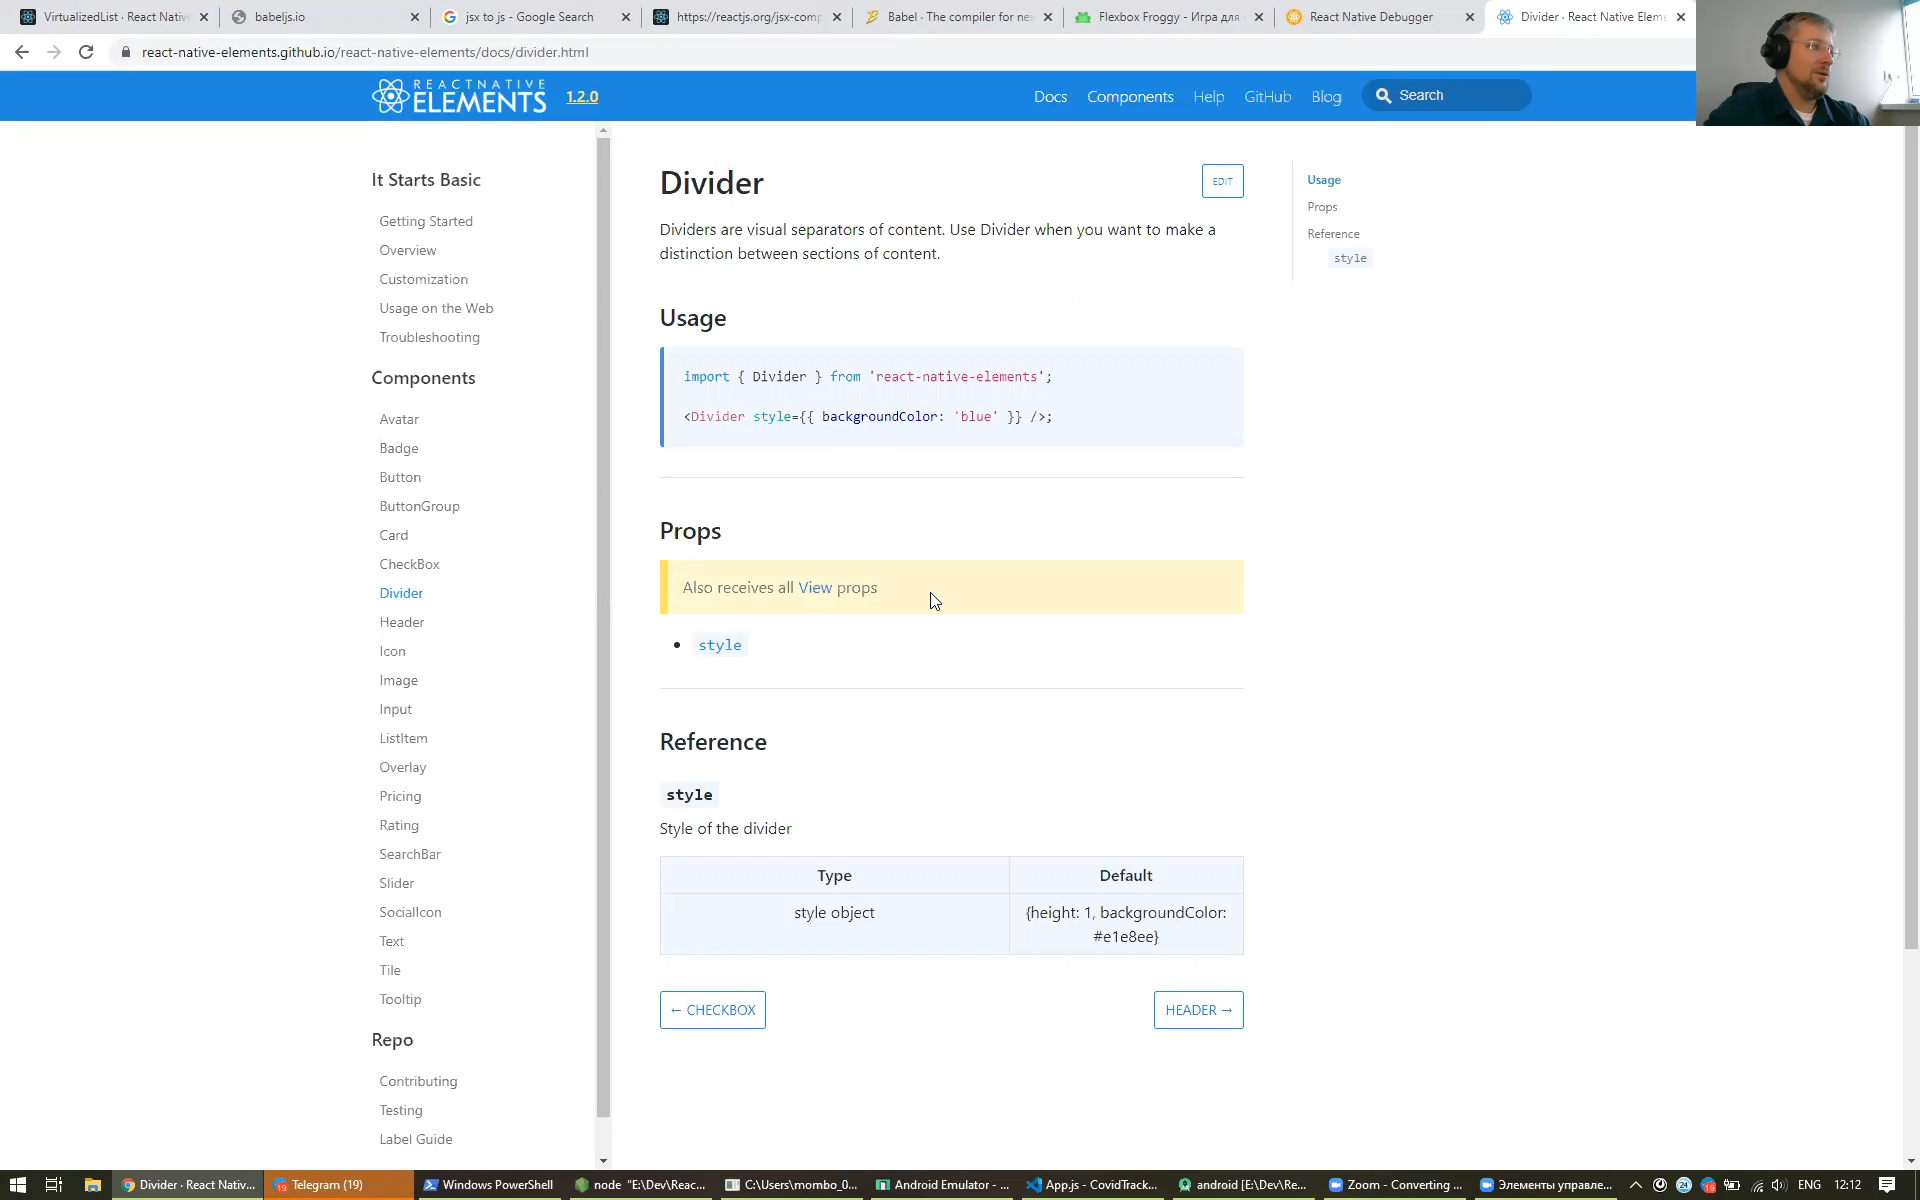 VirtualizedList · React Nativ
babeljs.io
jsx to js - Google Search
https://reactjs.org/jsx-comp
Babel · The compiler for ne
Flexbox Froggy - Игра для
React Native Debugger
Divider · React Native Eleme
react-native-elements.github.io/react-native-elements/docs/divider.html
REACTNATIVE
ELEMENTS
1.2.0
Docs
Components
Help
GitHub
Blog
Search
It Starts Basic
Getting Started
Overview
Customization
Usage on the Web
Troubleshooting
Components
Avatar
Badge
Button
ButtonGroup
Card
CheckBox
Divider
Header
Icon
Image
Input
ListItem
Overlay
Pricing
Rating
SearchBar
Slider
SocialIcon
Text
Tile
Tooltip
Repo
Contributing
Testing
Label Guide
Divider
EDIT
Dividers are visual separators of content. Use Divider when you want to make a
distinction between sections of content.
Usage
import { Divider } from 'react-native-elements';
<Divider style={{ backgroundColor: 'blue' }} />;
Props
Also receives all View props
• style
Reference
style
Style of the divider
Type
Default
style object
{height: 1, backgroundColor:
#e1e8ee}
← CHECKBOX
HEADER →
Usage
Props
Reference
style
Divider · React Nativ...
Telegram (19)
Windows PowerShell
node "E:\Dev\Reac...
C:\Users\mombo_0...
Android Emulator - ...
App.js - CovidTrack...
android [E:\Dev\Re...
Zoom - Converting ...
Элементы управле...
24
19
ENG
12:12